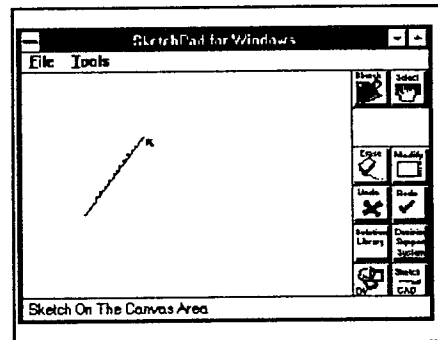 SketchPad for Windows
File Tools
Sketch Select
Erase Modify
Undo Redo
Solution Library
Decision Support System
Sketch
CAD
Sketch On The Canvas Area